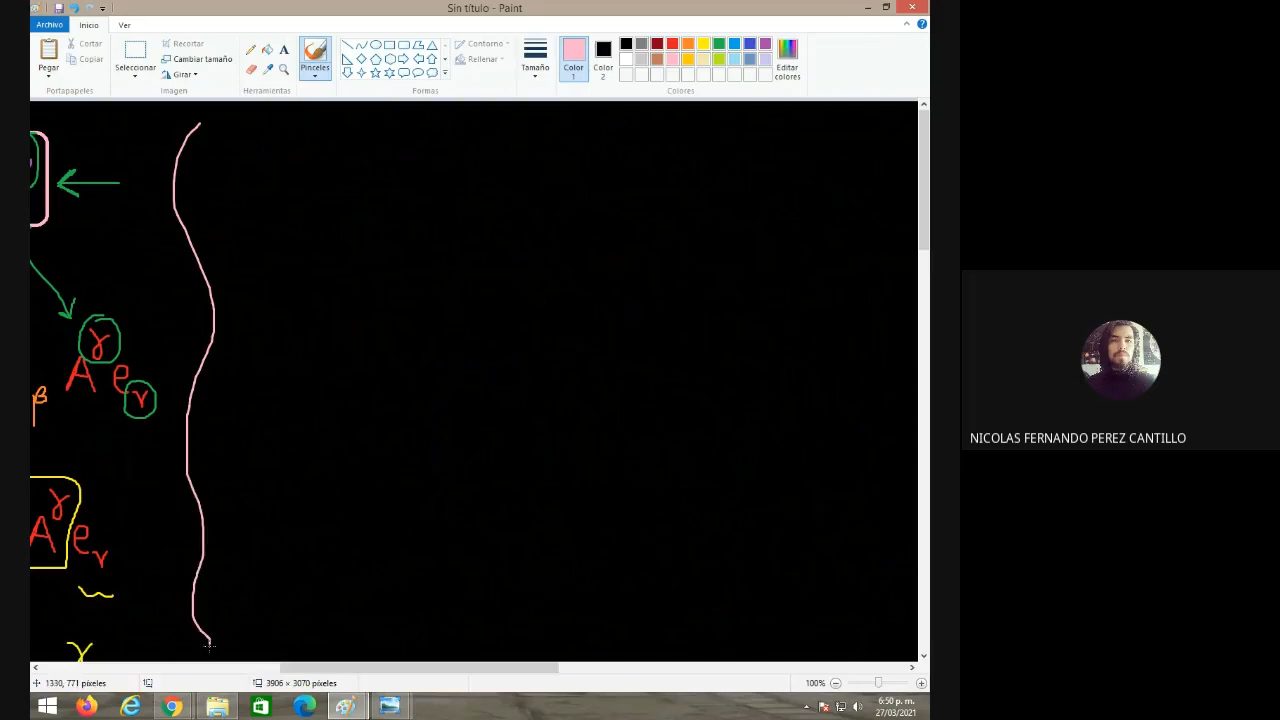 Sin título - Paint
Archivo Inicio Ver
Pegar
Cortar
Copiar
Portapapeles
Seleccionar
Recortar
Cambiar tamaño
Girar
Imagen
A
Herramientas
Pinceles
Contorno
Rellenar
Formas
Tamaño
Color 1
Color 2
Editar colores
Colores
A^γ e_γ
β
A^γ e_γ
γ
NICOLAS FERNANDO PEREZ CANTILLO
1330, 771 píxeles
3906 × 3070 píxeles
100%
6:50 p. m.
27/03/2021